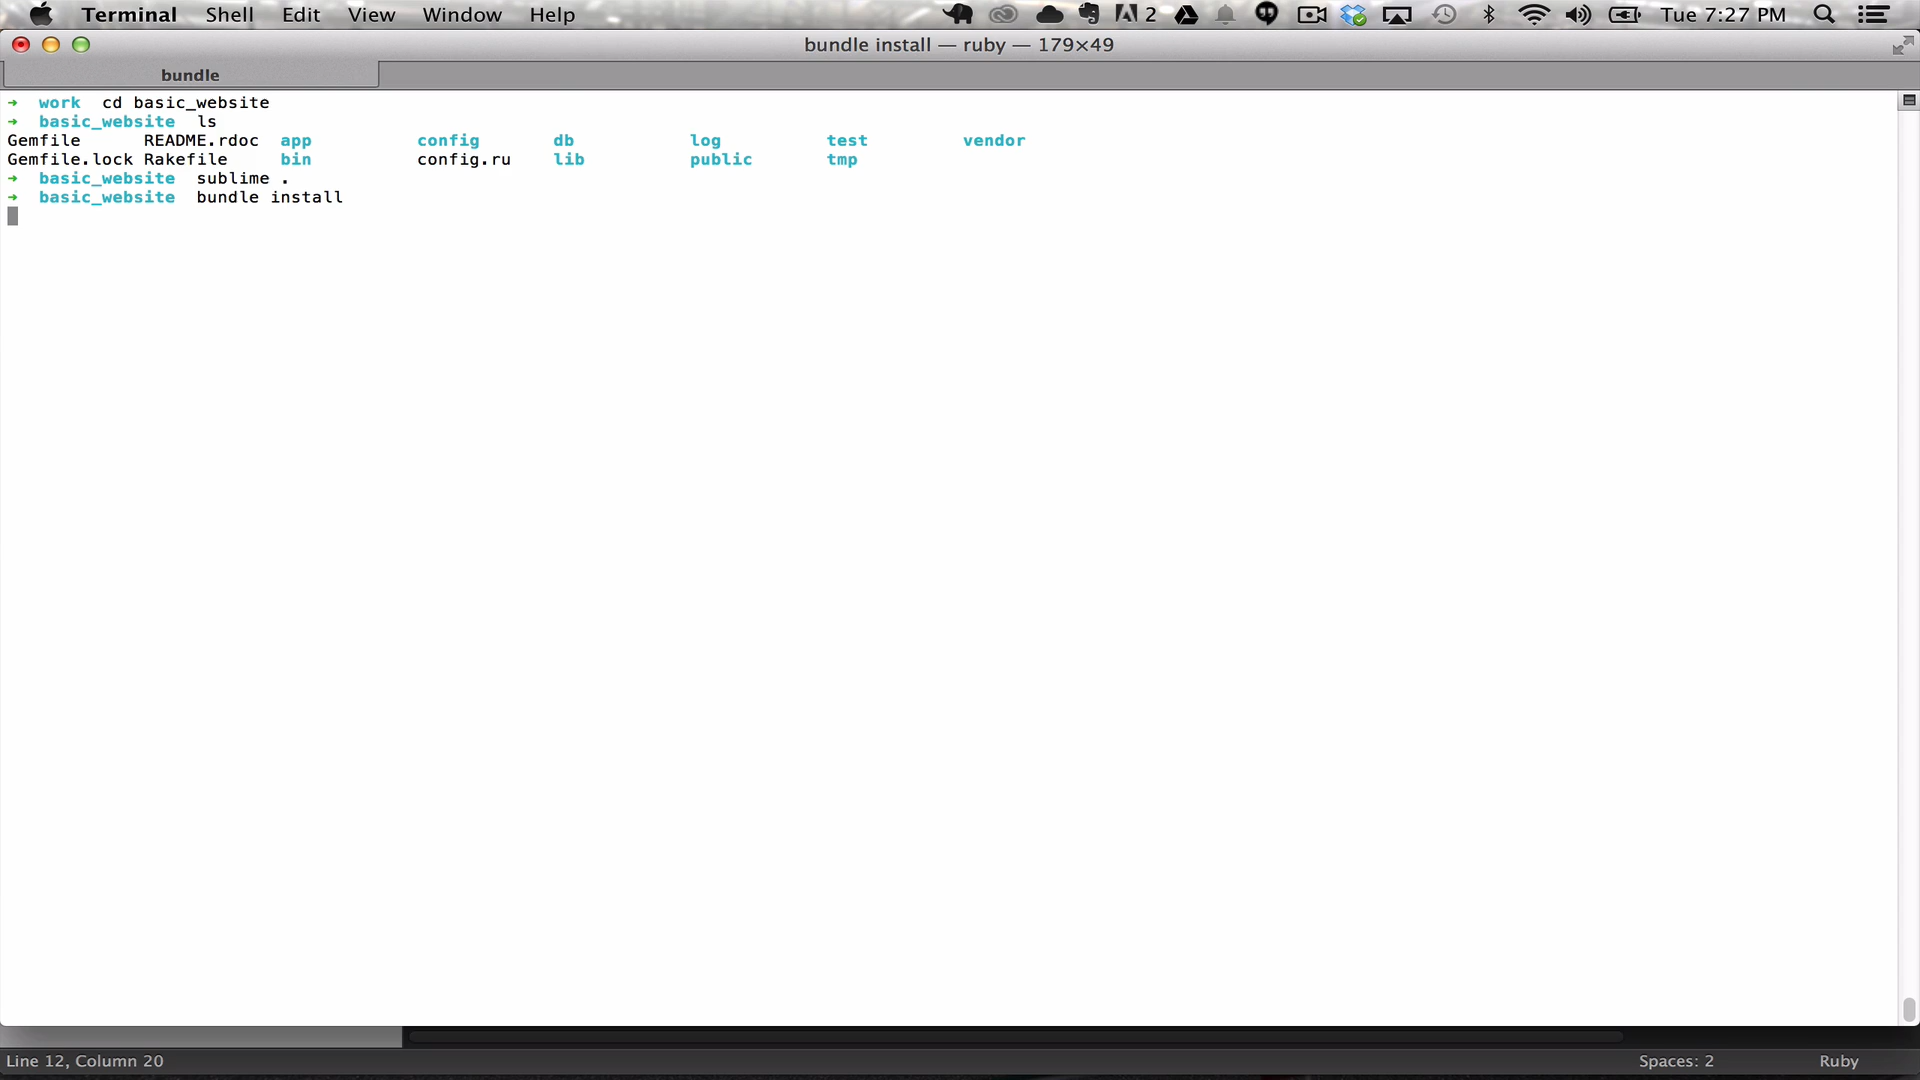 Terminal Shell Edit View Window Help 2 Tue 7:27 PM
bundle install — ruby — 179×49
bundle
➜ work cd basic_website
➜ basic_website ls
Gemfile README.rdoc app config db log test vendor
Gemfile.lock Rakefile bin config.ru lib public tmp
➜ basic_website sublime .
➜ basic_website bundle install
Line 12, Column 20 Spaces: 2 Ruby